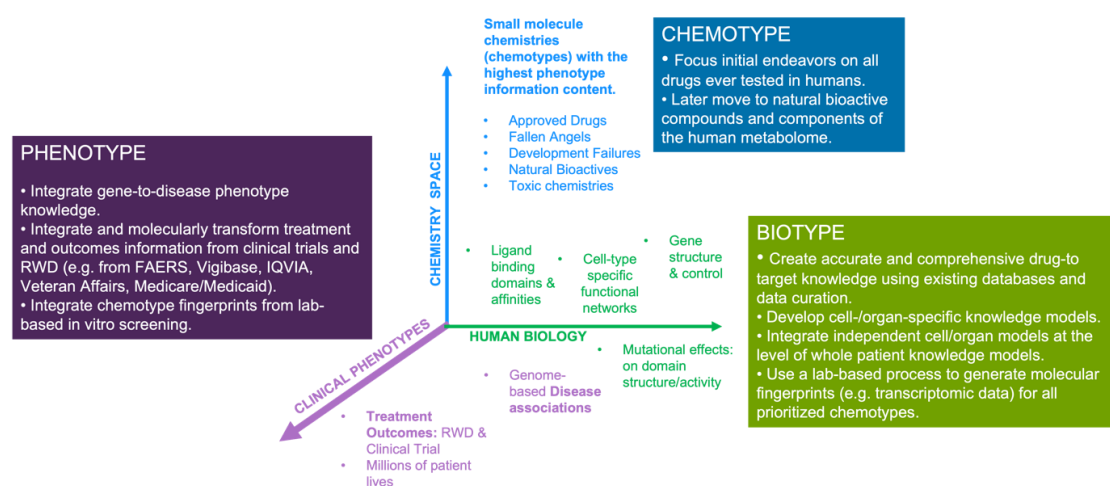 Small molecule
chemistries
(chemotypes) with the
highest phenotype
information content.
• Approved Drugs
• Fallen Angels
• Development Failures
• Natural Bioactives
• Toxic chemistries
CHEMOTYPE
• Focus initial endeavors on all
drugs ever tested in humans.
• Later move to natural bioactive
compounds and components of
the human metabolome.
PHENOTYPE
• Integrate gene-to-disease phenotype
knowledge.
• Integrate and molecularly transform treatment
and outcomes information from clinical trials and
RWD (e.g. from FAERS, Vigibase, IQVIA,
Veteran Affairs, Medicare/Medicaid).
• Integrate chemotype fingerprints from lab-
based in vitro screening.
CHEMISTRY SPACE
• Ligand
binding
domains &
affinities
• Cell-type
specific
functional
networks
• Gene
structure
& control
BIOTYPE
• Create accurate and comprehensive drug-to
target knowledge using existing databases and
data curation.
• Develop cell-/organ-specific knowledge models.
• Integrate independent cell/organ models at the
level of whole patient knowledge models.
• Use a lab-based process to generate molecular
fingerprints (e.g. transcriptomic data) for all
prioritized chemotypes.
HUMAN BIOLOGY
• Mutational effects:
on domain
structure/activity
CLINICAL PHENOTYPES
• Genome-
based Disease
associations
• Treatment
Outcomes: RWD &
Clinical Trial
• Millions of patient
lives